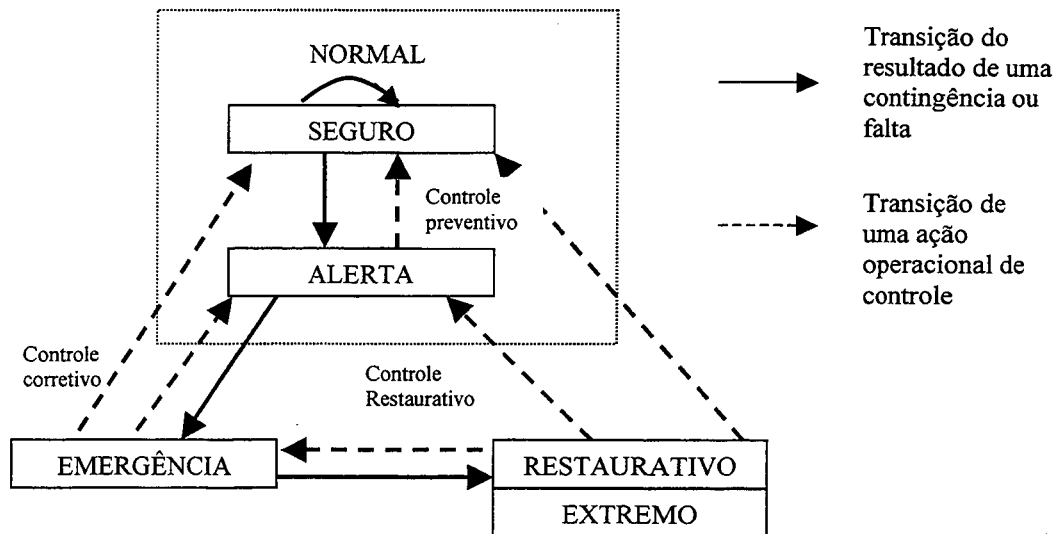 NORMAL
SEGURO
Controle
preventivo
ALERTA
Controle
corretivo
Controle
Restaurativo
EMERGÊNCIA
RESTAURATIVO
EXTREMO
Transição do
resultado de uma
contingência ou
falta
Transição de
uma ação
operacional de
controle